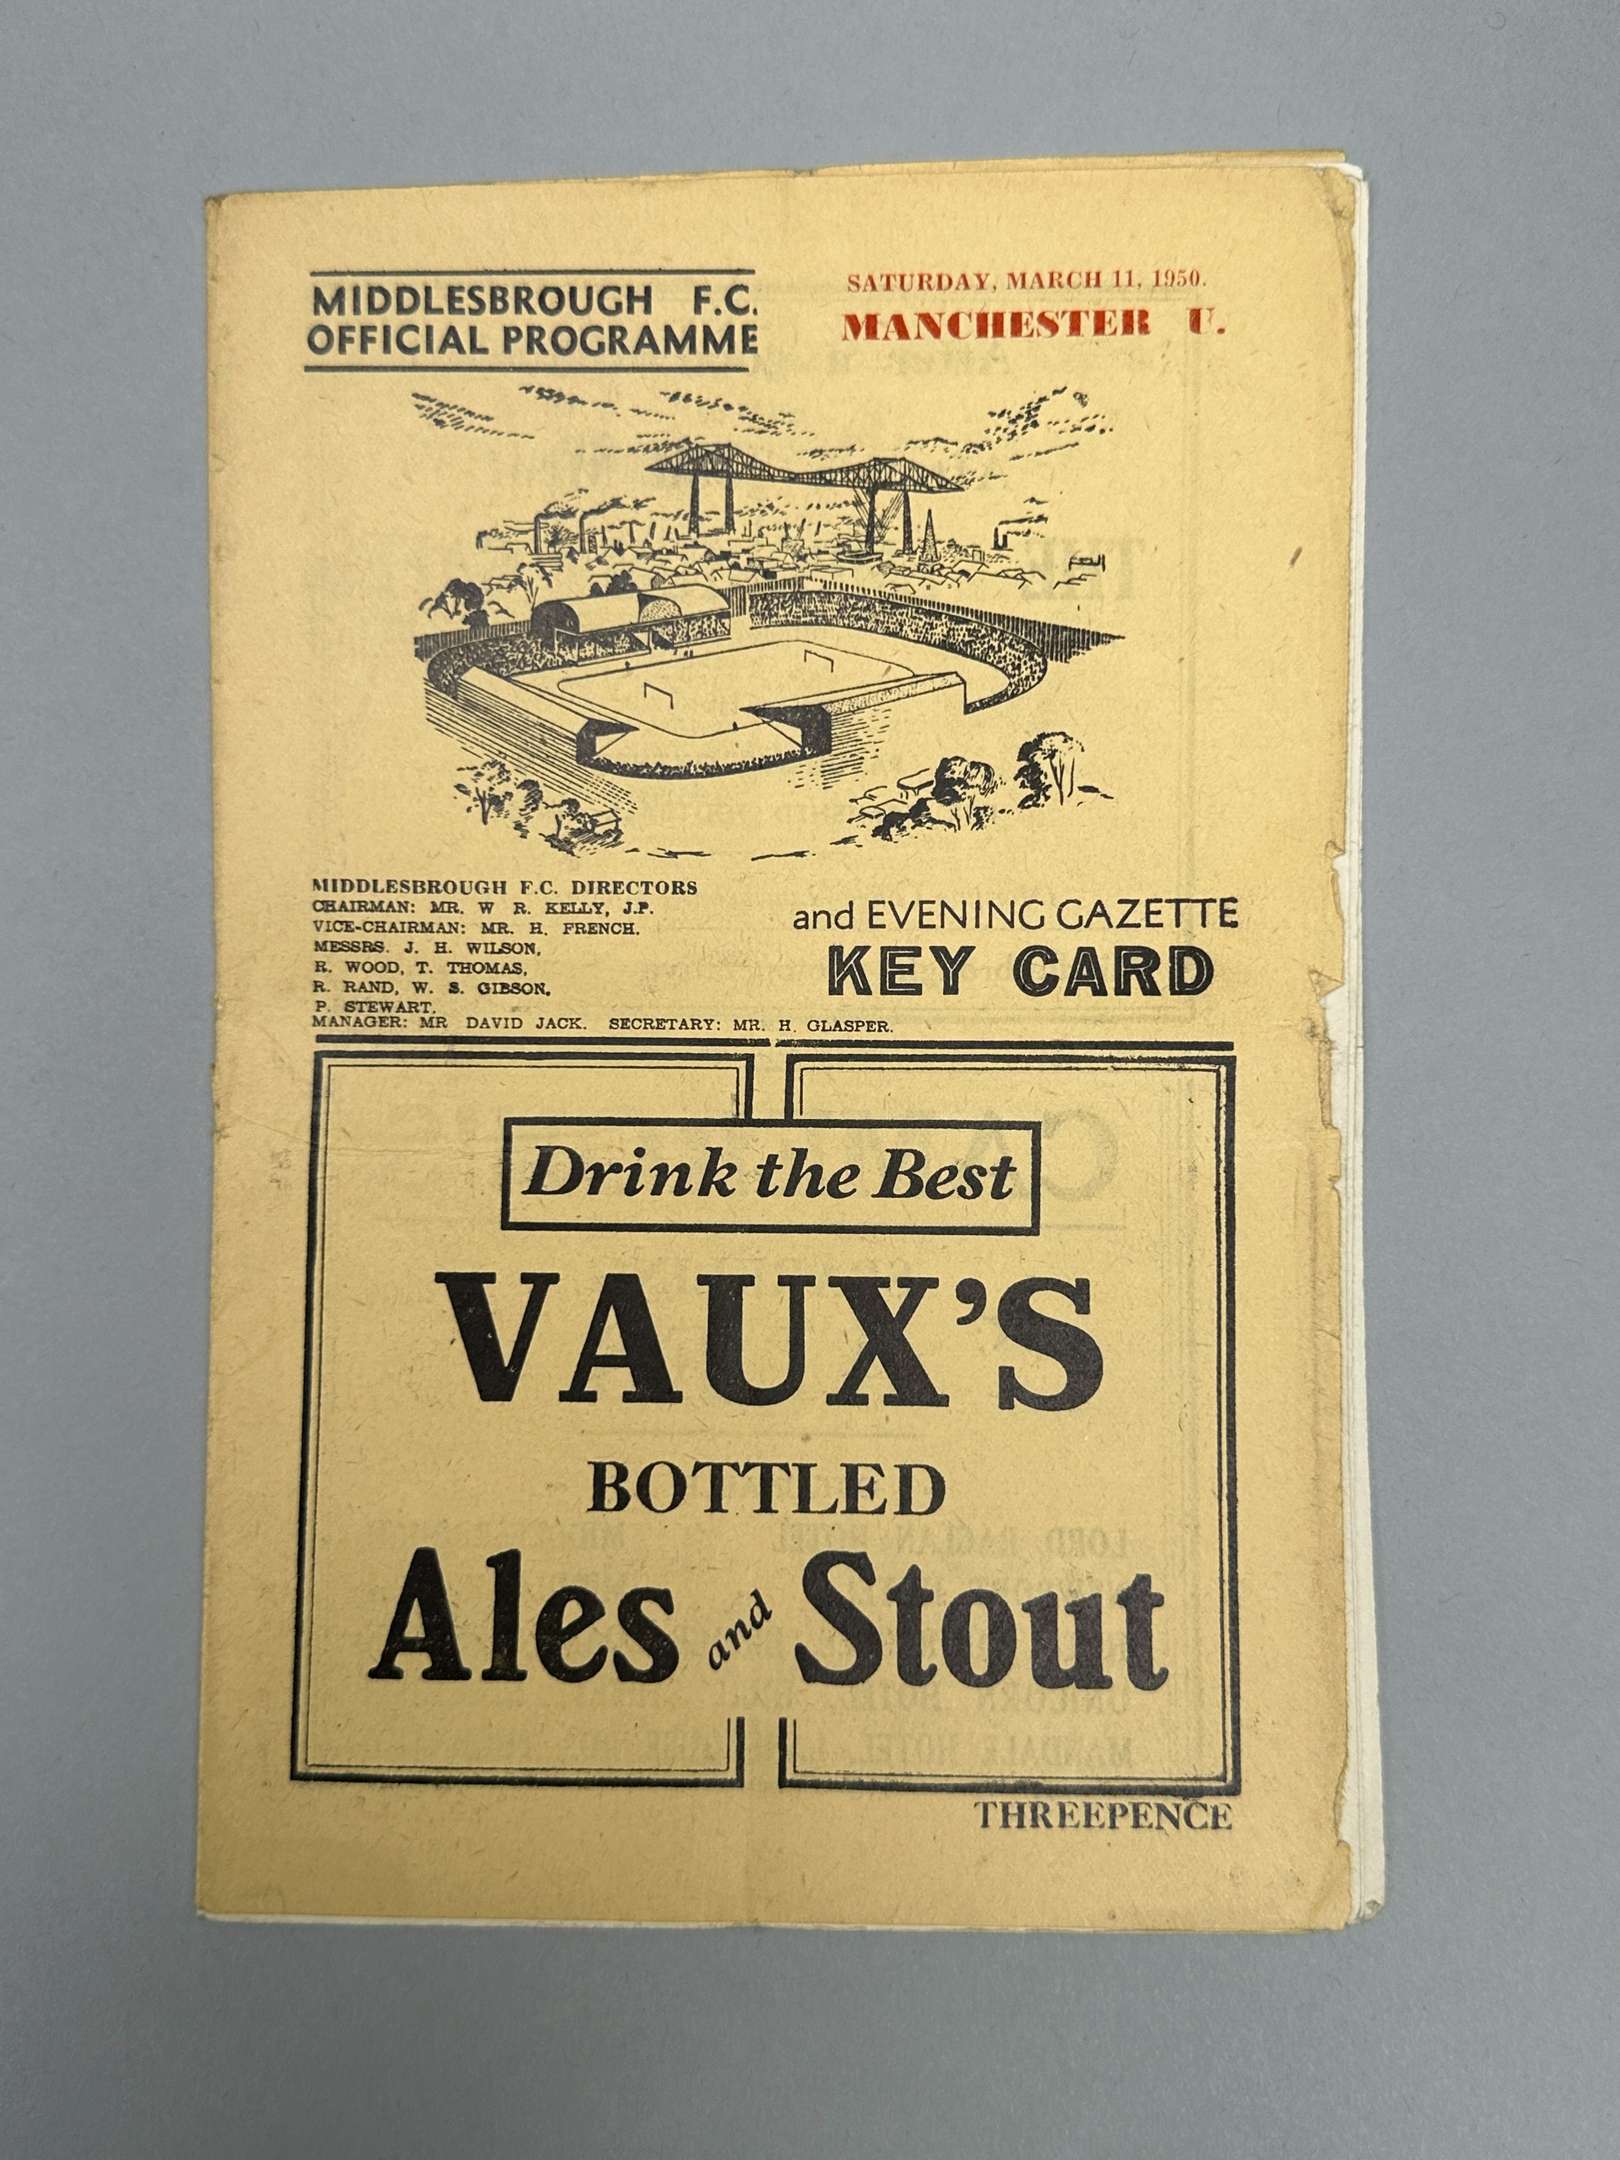 MIDDLESBROUGH F.C.
OFFICIAL PROGRAMME
SATURDAY, MARCH 11, 1950.
MANCHESTER U.
MIDDLESBROUGH F.C. DIRECTORS
CHAIRMAN: MR. W R. KELLY, J.P.
VICE-CHAIRMAN: MR. H. FRENCH.
MESSRS. J. H. WILSON,
R. WOOD, T. THOMAS,
R. RAND, W. S. GIBSON,
P. STEWART.
MANAGER: MR DAVID JACK. SECRETARY: MR. H. GLASPER.
and EVENING GAZETTE
KEY CARD
Drink the Best
VAUX'S
BOTTLED
Ales and Stout
THREEPENCE